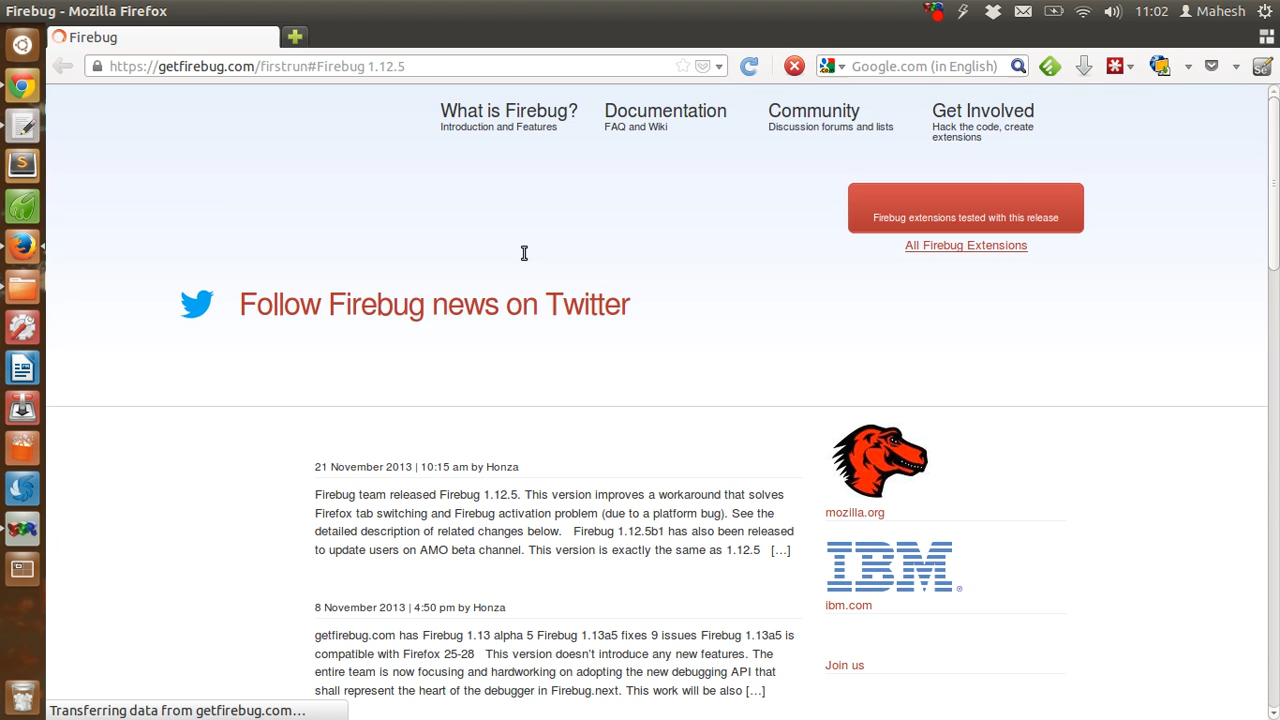 Firebug - Mozilla Firefox
11:02
Mahesh
Firebug
https://getfirebug.com/firstrun#Firebug 1.12.5
Google.com (in English)
Se
What is Firebug?
Introduction and Features
Documentation
FAQ and Wiki
Community
Discussion forums and lists
Get Involved
Hack the code, create
extensions
Firebug extensions tested with this release
All Firebug Extensions
Follow Firebug news on Twitter
21 November 2013 | 10:15 am by Honza
Firebug team released Firebug 1.12.5. This version improves a workaround that solves
Firefox tab switching and Firebug activation problem (due to a platform bug). See the
detailed description of related changes below.   Firebug 1.12.5b1 has also been released
to update users on AMO beta channel. This version is exactly the same as 1.12.5   […]
8 November 2013 | 4:50 pm by Honza
getfirebug.com has Firebug 1.13 alpha 5 Firebug 1.13a5 fixes 9 issues Firebug 1.13a5 is
compatible with Firefox 25-28   This version doesn't introduce any new features. The
entire team is now focusing and hardworking on adopting the new debugging API that
shall represent the heart of the debugger in Firebug.next. This work will be also […]
mozilla.org
IBM®
ibm.com
Join us
Transferring data from getfirebug.com…